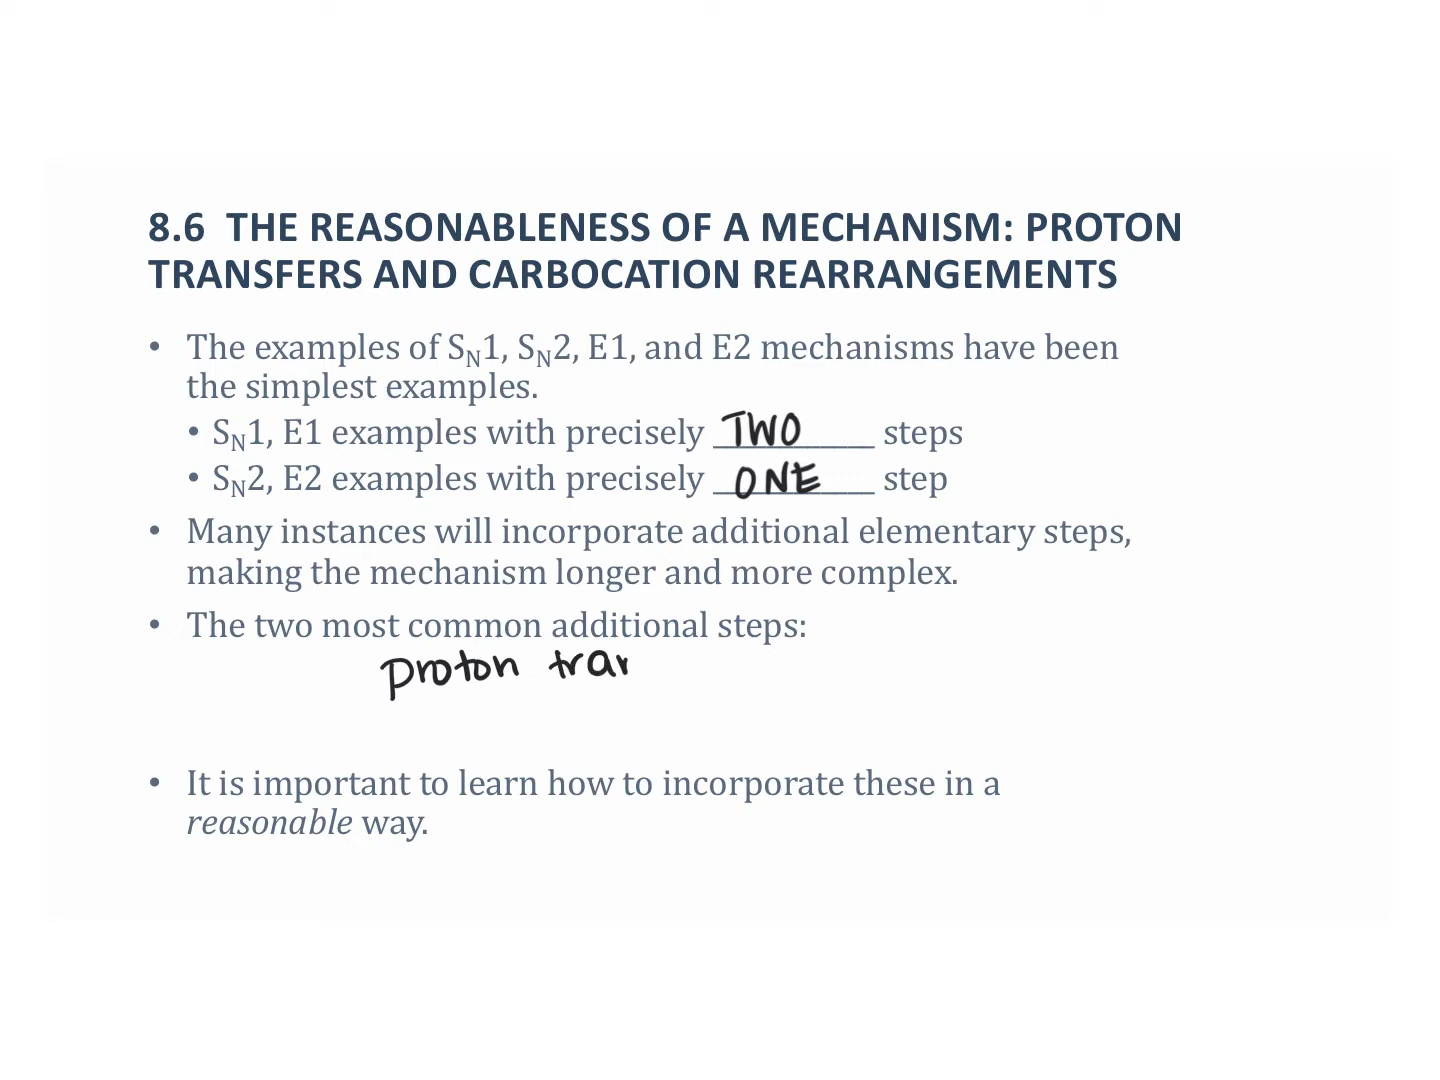 8.6 THE REASONABLENESS OF A MECHANISM: PROTON
TRANSFERS AND CARBOCATION REARRANGEMENTS
• The examples of SN1, SN2, E1, and E2 mechanisms have been
the simplest examples.
• SN1, E1 examples with precisely TWO steps
• SN2, E2 examples with precisely ONE step
• Many instances will incorporate additional elementary steps,
making the mechanism longer and more complex.
• The two most common additional steps:
proton tra
• It is important to learn how to incorporate these in a
reasonable way.